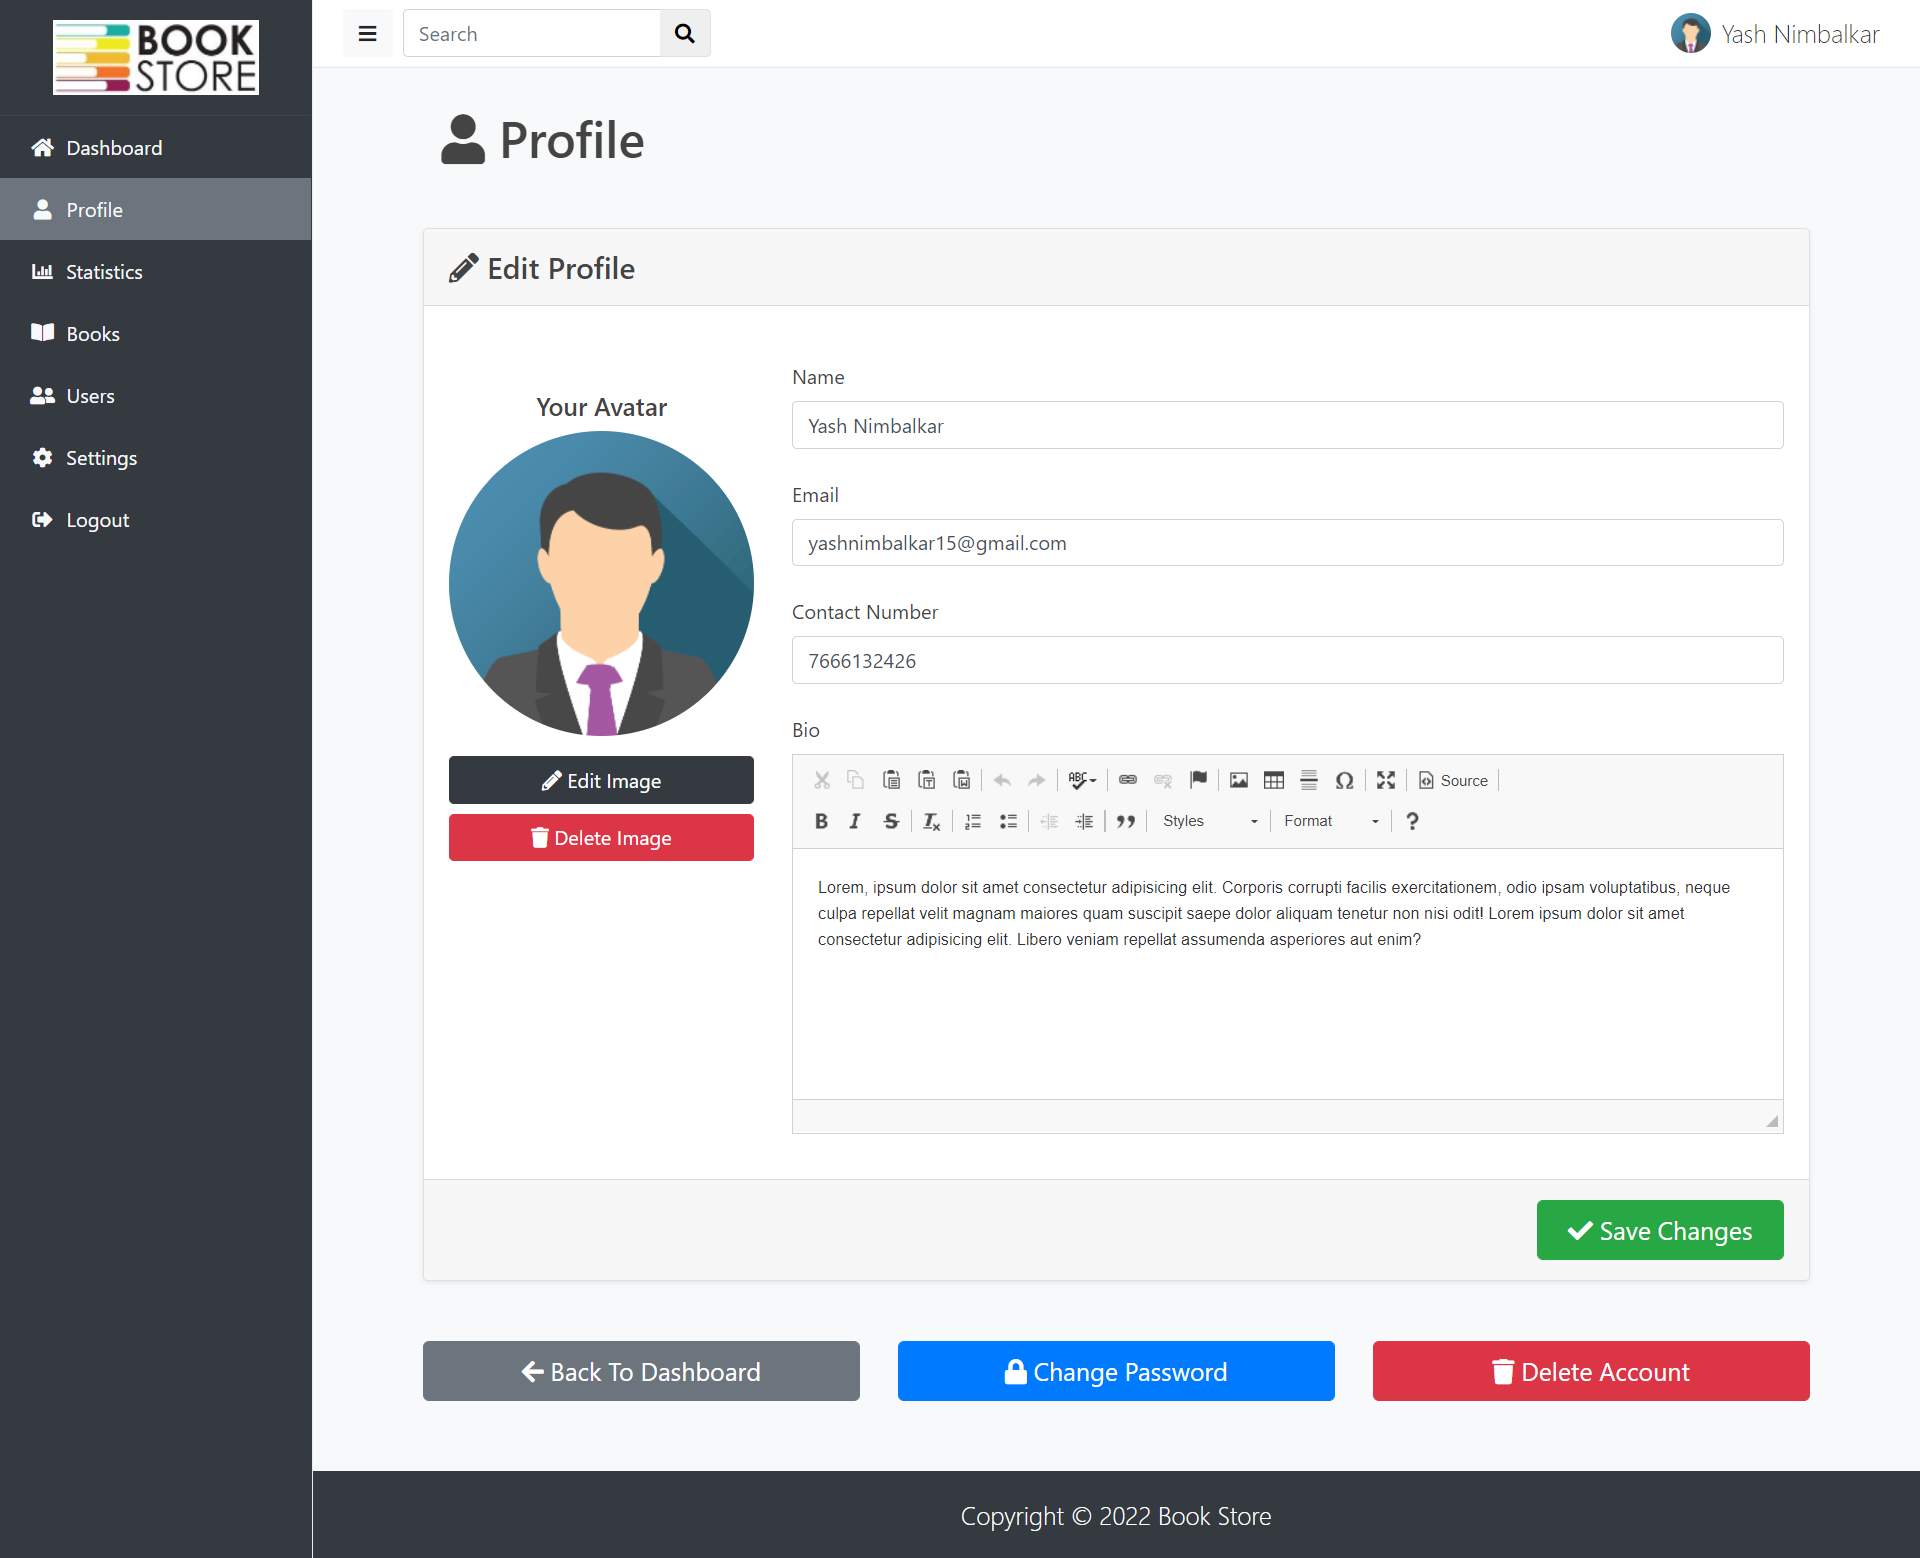 BOOK
STORE
Search
Yash Nimbalkar
Dashboard
Profile
Statistics
Books
Users
Settings
Logout
Profile
Edit Profile
Your Avatar
Edit Image
Delete Image
Name
Yash Nimbalkar
Email
yashnimbalkar15@gmail.com
Contact Number
7666132426
Bio
ABC Ω Source
B I S Tx Styles Format ?
Lorem, ipsum dolor sit amet consectetur adipisicing elit. Corporis corrupti facilis exercitationem, odio ipsam voluptatibus, neque
culpa repellat velit magnam maiores quam suscipit saepe dolor aliquam tenetur non nisi odit! Lorem ipsum dolor sit amet
consectetur adipisicing elit. Libero veniam repellat assumenda asperiores aut enim?
Save Changes
Back To Dashboard
Change Password
Delete Account
Copyright © 2022 Book Store